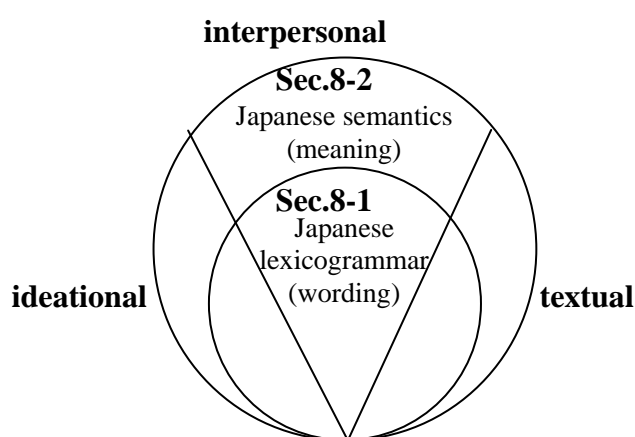 interpersonal
Sec.8-2
Japanese semantics
(meaning)
Sec.8-1
Japanese
lexicogrammar
(wording)
ideational
textual